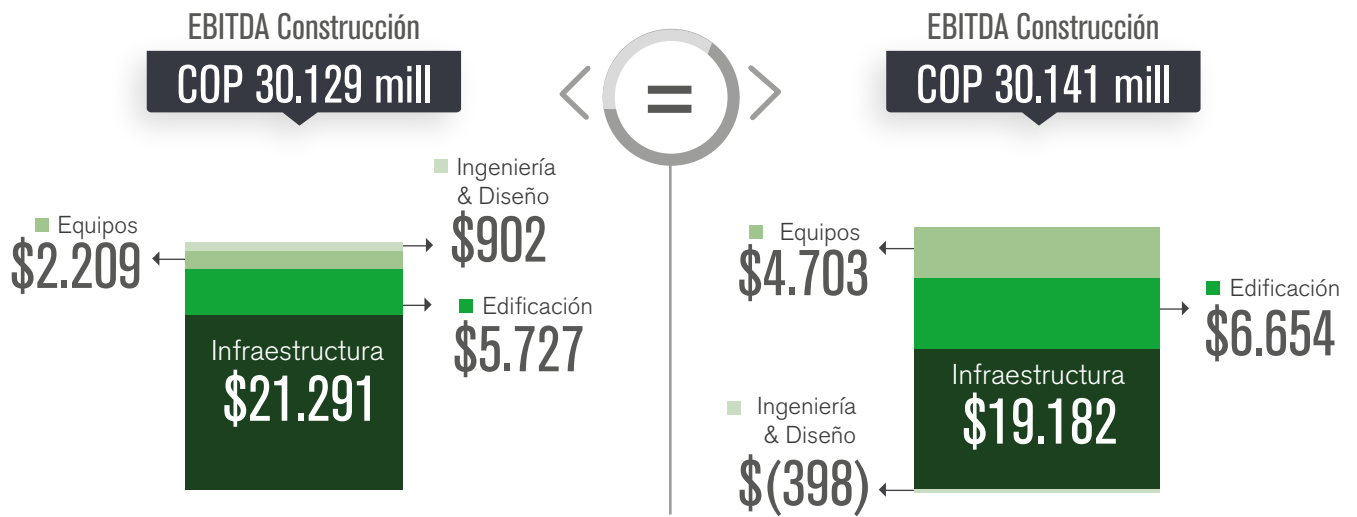 EBITDA Construcción
COP 30.129 mill
Ingeniería
& Diseño
$902
Equipos
$2.209
Edificación
$5.727
Infraestructura
$21.291
=
EBITDA Construcción
COP 30.141 mill
Equipos
$4.703
Edificación
$6.654
Infraestructura
$19.182
Ingeniería
& Diseño
$(398)